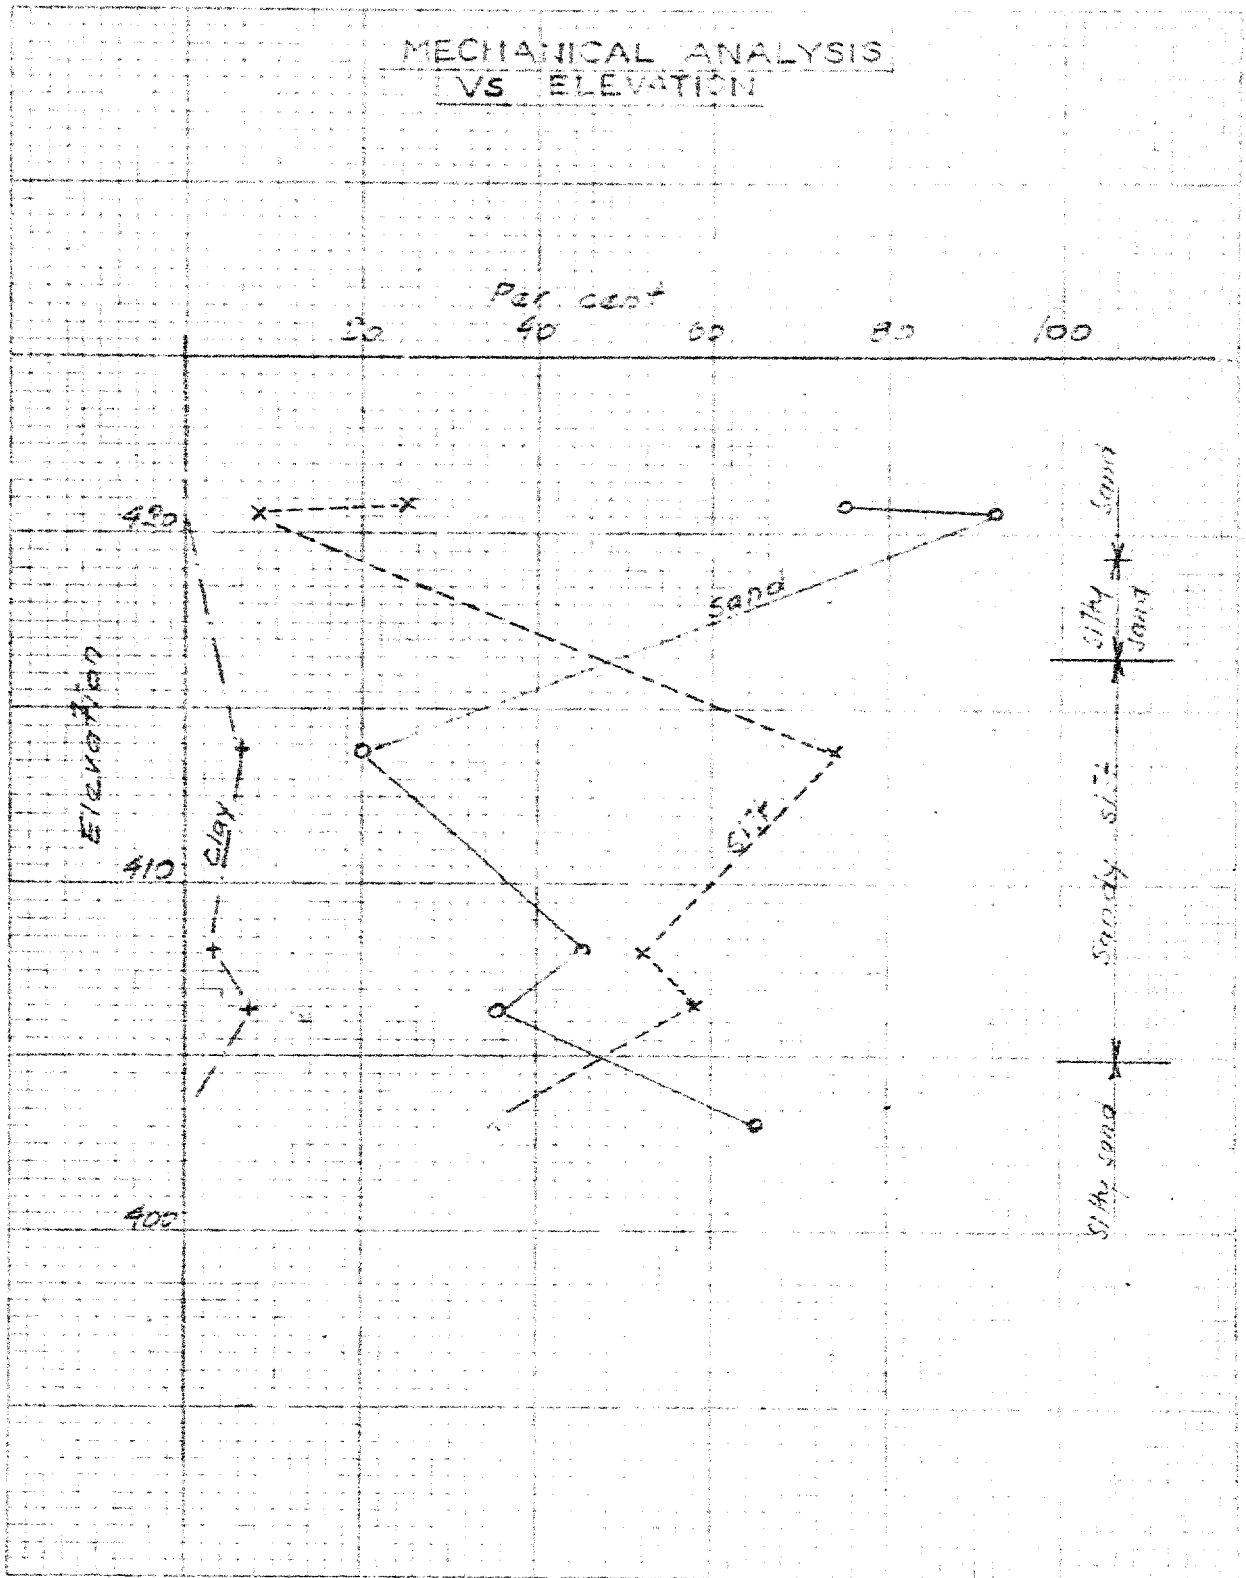 MECHANICAL ANALYSIS
VS ELEVATION
Per cent
20 40 60 80 100
420
410
400
Elevation
Clay
Sand
Silt
Sand
silty
sand
Sandy silt
silty sand